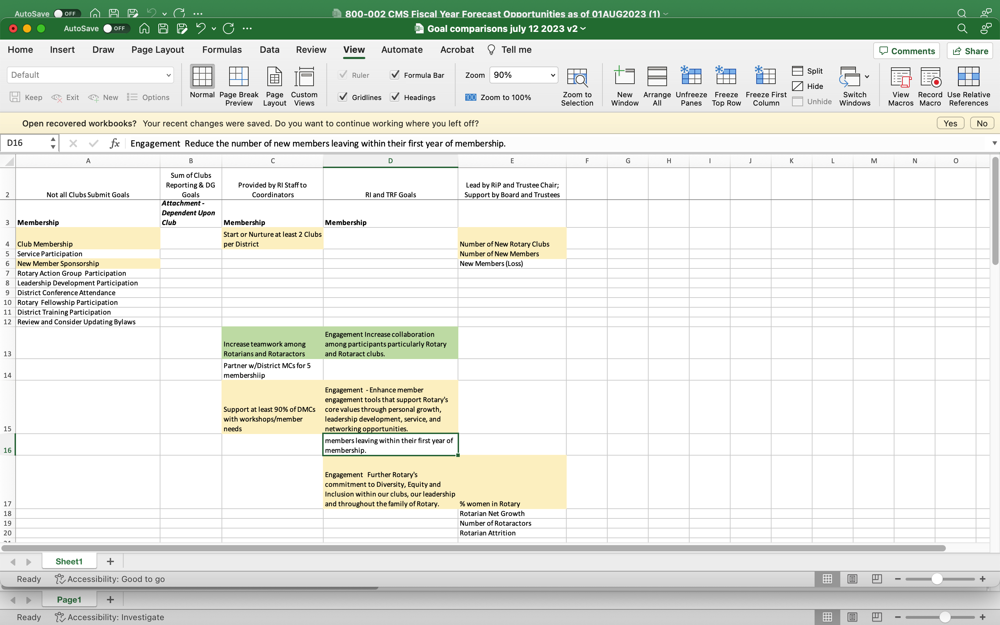 AutoSave OFF
800-002 CMS Fiscal Year Forecast Opportunities as of 01AUG2023 (1)
AutoSave OFF
Goal comparisons july 12 2023 v2
Home Insert Draw Page Layout Formulas Data Review View Automate Acrobat Tell me
Comments Share
Default
Keep Exit New Options
Normal
Page Break
Preview
Page
Layout
Custom
Views
Ruler Formula Bar
Gridlines Headings
Zoom 90%
100 Zoom to 100%
Zoom to
Selection
New
Window
Arrange
All
Unfreeze
Panes
Freeze
Top Row
Freeze First
Column
Split
Hide
Unhide
Switch
Windows
View
Macros
Record
Macro
Use Relative
References
Open recovered workbooks? Your recent changes were saved. Do you want to continue working where you left off?
Yes No
D16 fx Engagement  Reduce the number of new members leaving within their first year of membership.
A B C D E F G H I J K L M N O
2
Not all Clubs Submit Goals
Sum of Clubs
Reporting & DG
Goals
Provided by RI Staff to
Coordinators
RI and TRF Goals
Lead by RiP and Trustee Chair;
Support by Board and Trustees
3
Membership
Attachment -
Dependent Upon
Club
Membership
Membership
4
Club Membership
Start or Nurture at least 2 Clubs
per District
Number of New Rotary Clubs
5 Service Participation
Number of New Members
6 New Member Sponsorship
New Members (Loss)
7 Rotary Action Group  Participation
8 Leadership Development Participation
9 District Conference Attendance
10 Rotary  Fellowship Participation
11 District Training Participation
12 Review and Consider Updating Bylaws
13
Increase teamwork among
Rotarians and Rotaractors
Engagement Increase collaboration
among participants particularly Rotary
and Rotaract clubs.
14
Partner w/District MCs for 5
membershiip
15
Support at least 90% of DMCs
with workshops/member
needs
Engagement  - Enhance member
engagement tools that support Rotary's
core values through personal growth,
leadership development, service, and
networking opportunities.
16
members leaving within their first year of
membership.
17
Engagement   Further Rotary's
commitment to Diversity, Equity and
Inclusion within our clubs, our leadership
and throughout the family of Rotary.
% women in Rotary
18 Rotarian Net Growth
19 Number of Rotaractors
20 Rotarian Attrition
Sheet1
Ready Accessibility: Good to go
Page1
Ready Accessibility: Investigate